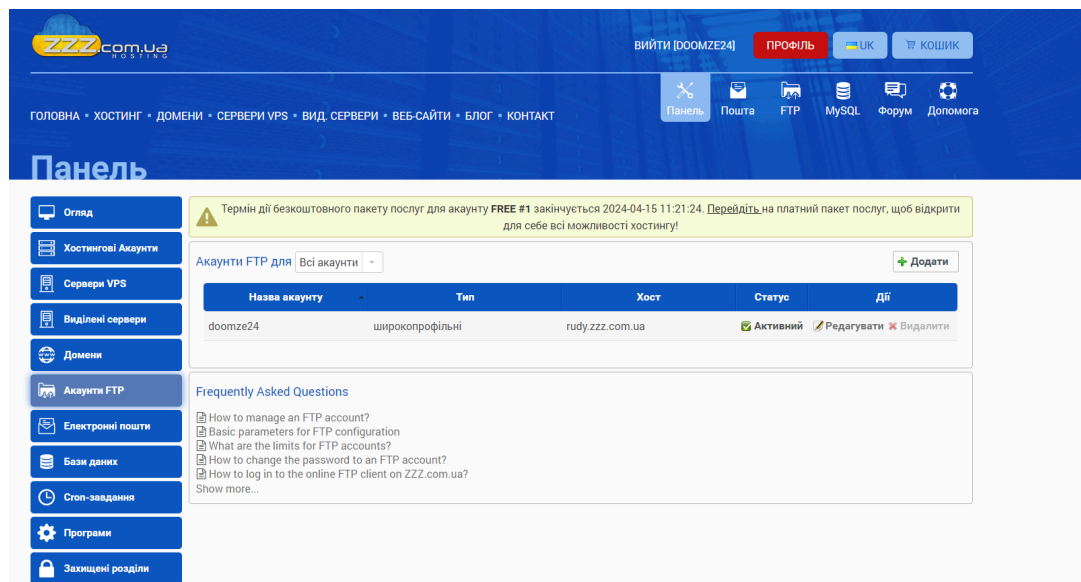 ZZZ.com.ua
HOSTING
ВИЙТИ [DOOMZE24]
ПРОФІЛЬ
UK
КОШИК
ГОЛОВНА ▪ ХОСТИНГ ▪ ДОМЕНИ ▪ СЕРВЕРИ VPS ▪ ВИД. СЕРВЕРИ ▪ ВЕБ-САЙТИ ▪ БЛОГ ▪ КОНТАКТ
Панель Пошта FTP MySQL Форум Допомога
Панель
Огляд
Хостингові Акаунти
Сервери VPS
Виділені сервери
Домени
Акаунти FTP
Електронні пошти
Бази даних
Cron-завдання
Програми
Захищені розділи
Термін дії безкоштовного пакету послуг для акаунту FREE #1 закінчується 2024-04-15 11:21:24. Перейдіть на платний пакет послуг, щоб відкрити
для себе всі можливості хостингу!
Акаунти FTP для Всі акаунти
Додати
Назва акаунту Тип Хост Статус Дії
doomze24 широкопрофільні rudy.zzz.com.ua Активний Редагувати Видалити
Frequently Asked Questions
How to manage an FTP account?
Basic parameters for FTP configuration
What are the limits for FTP accounts?
How to change the password to an FTP account?
How to log in to the online FTP client on ZZZ.com.ua?
Show more...